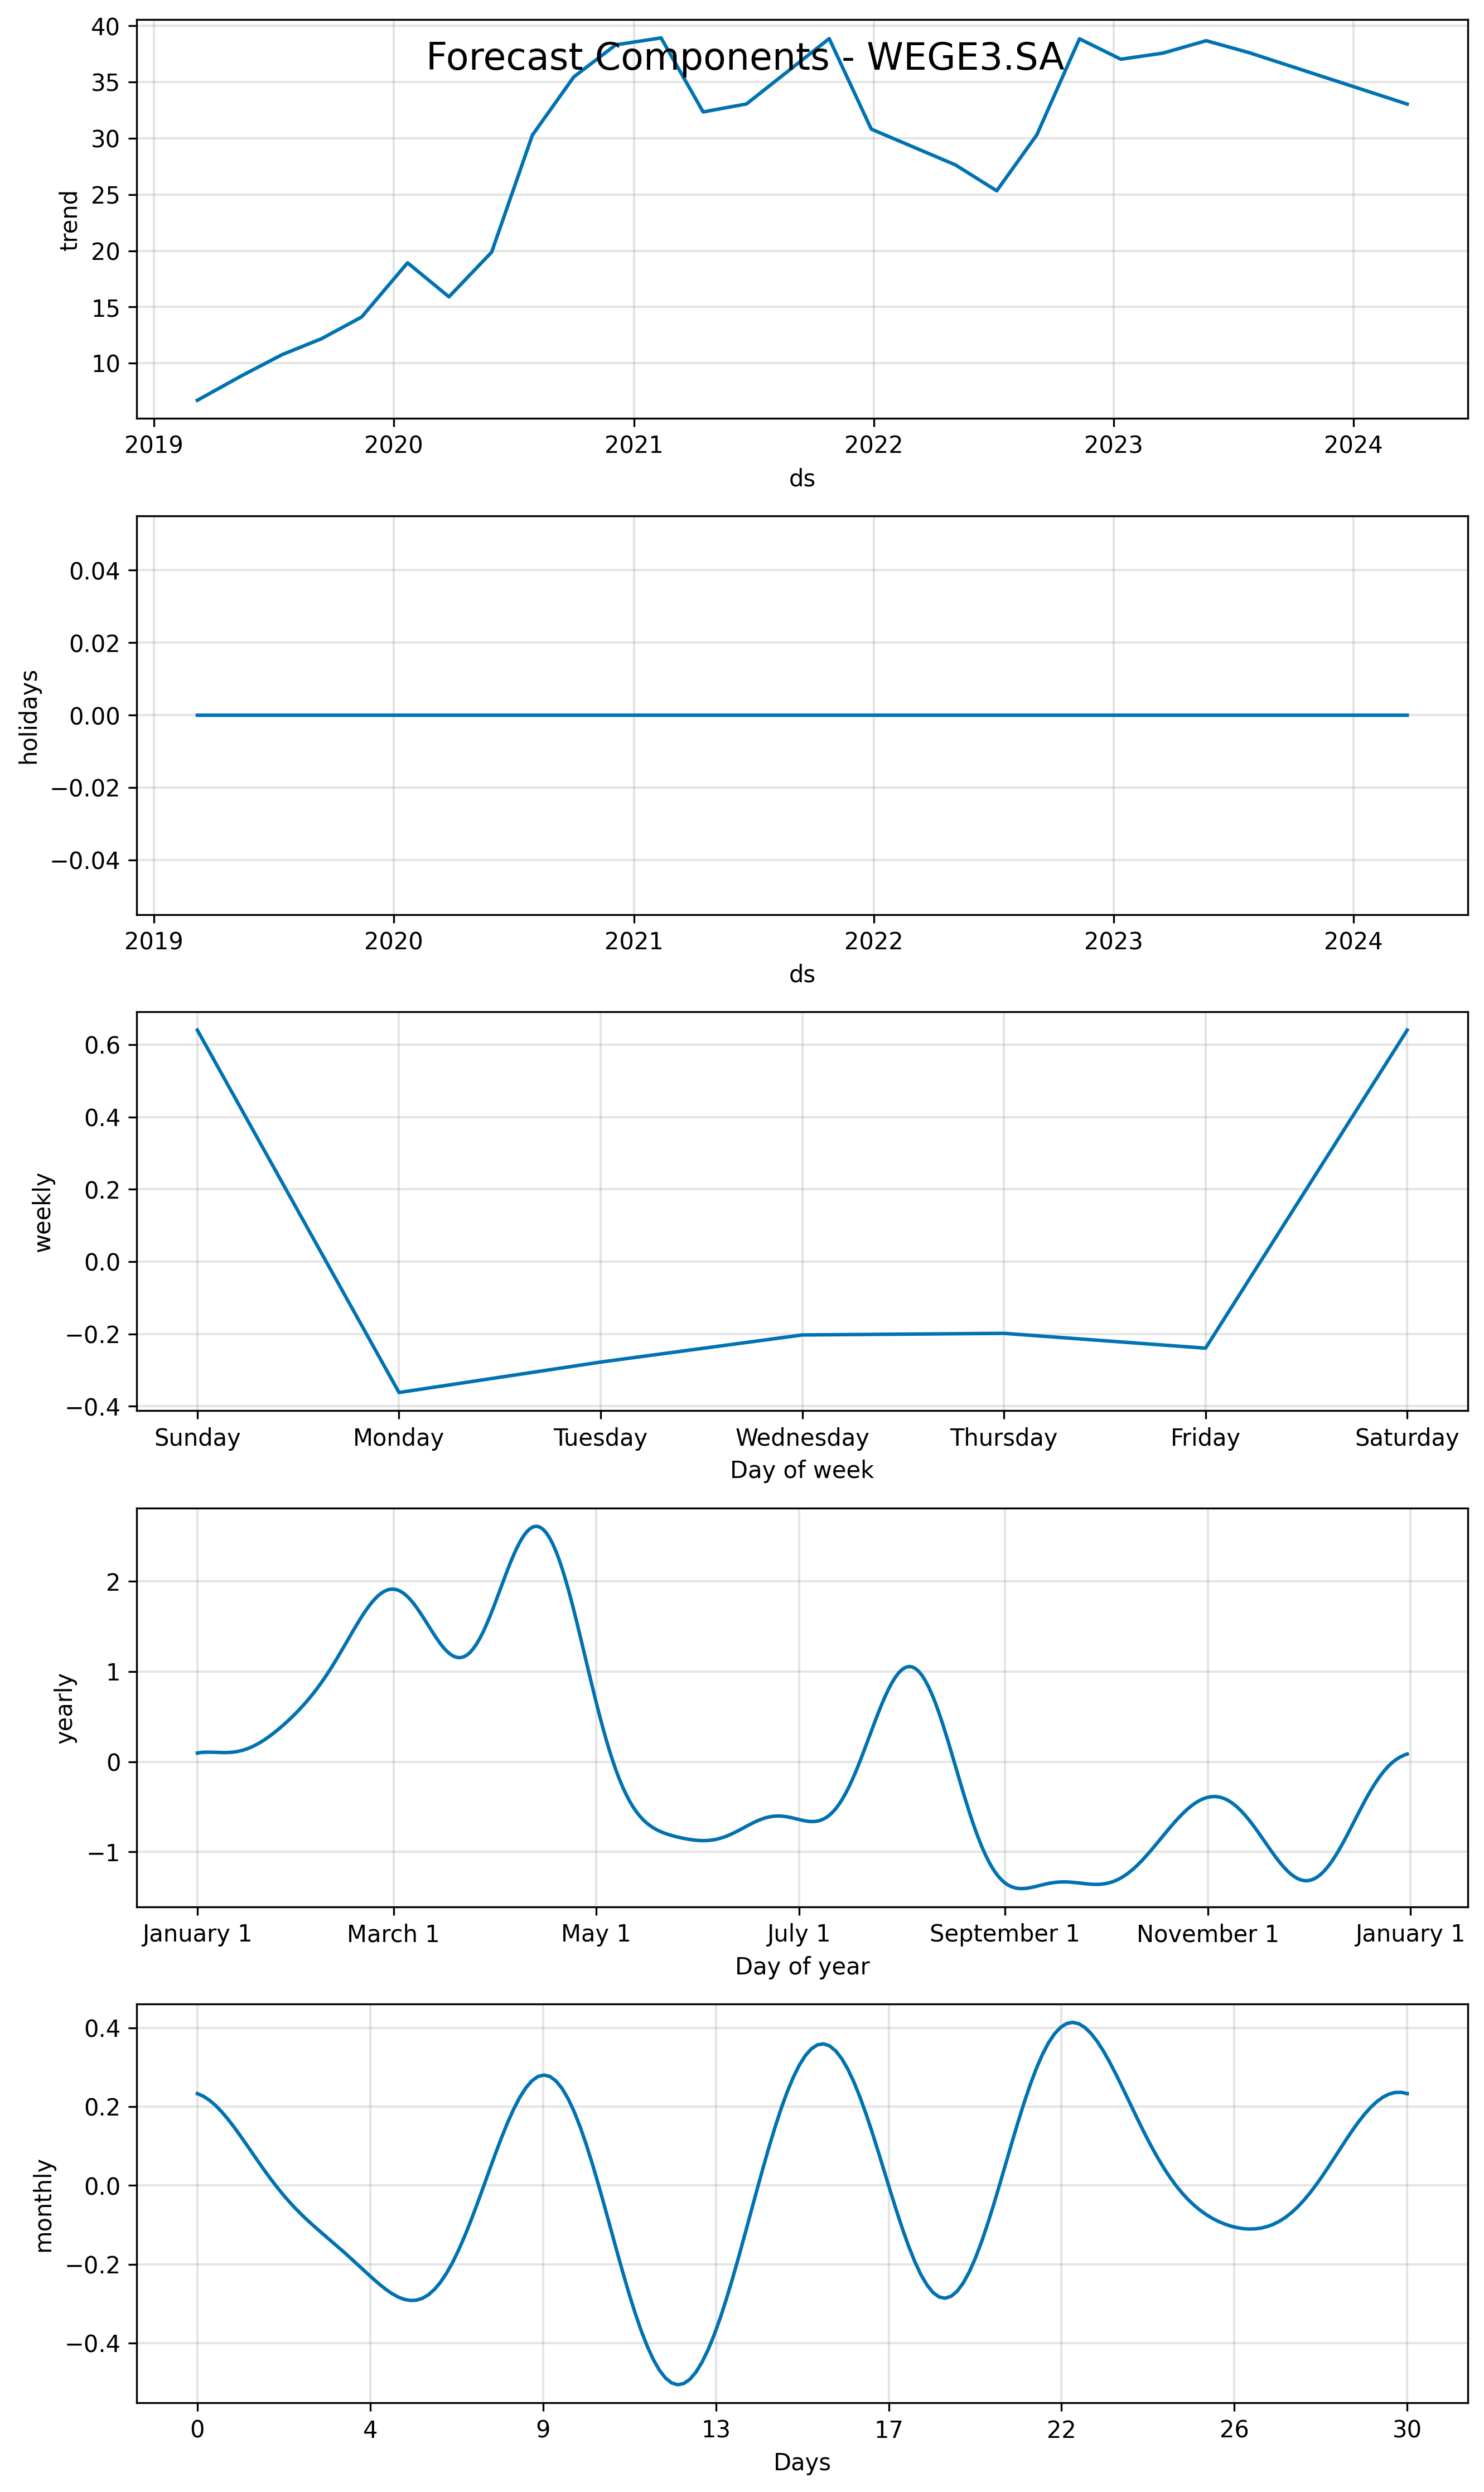 Forecast Components - WEGE3.SA
40
35
30
25
20
15
10
trend
2019 2020 2021 2022 2023 2024
ds
0.04
0.02
0.00
−0.02
−0.04
holidays
2019 2020 2021 2022 2023 2024
ds
0.6
0.4
0.2
0.0
−0.2
−0.4
weekly
Sunday Monday Tuesday Wednesday Thursday Friday Saturday
Day of week
2
1
0
−1
yearly
January 1 March 1 May 1 July 1 September 1 November 1 January 1
Day of year
0.4
0.2
0.0
−0.2
−0.4
monthly
0 4 9 13 17 22 26 30
Days